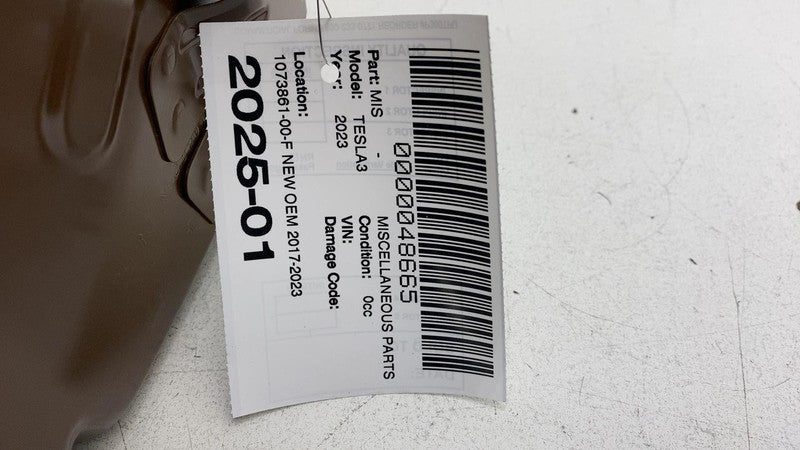 0000048665
Part: MIS - MISCELLANEOUS PARTS
Model: TESLA3 Condition: 0cc
Year: 2023 VIN:
Damage Code:
Location:
1073861-00-F NEW OEM 2017-2023
2025-01